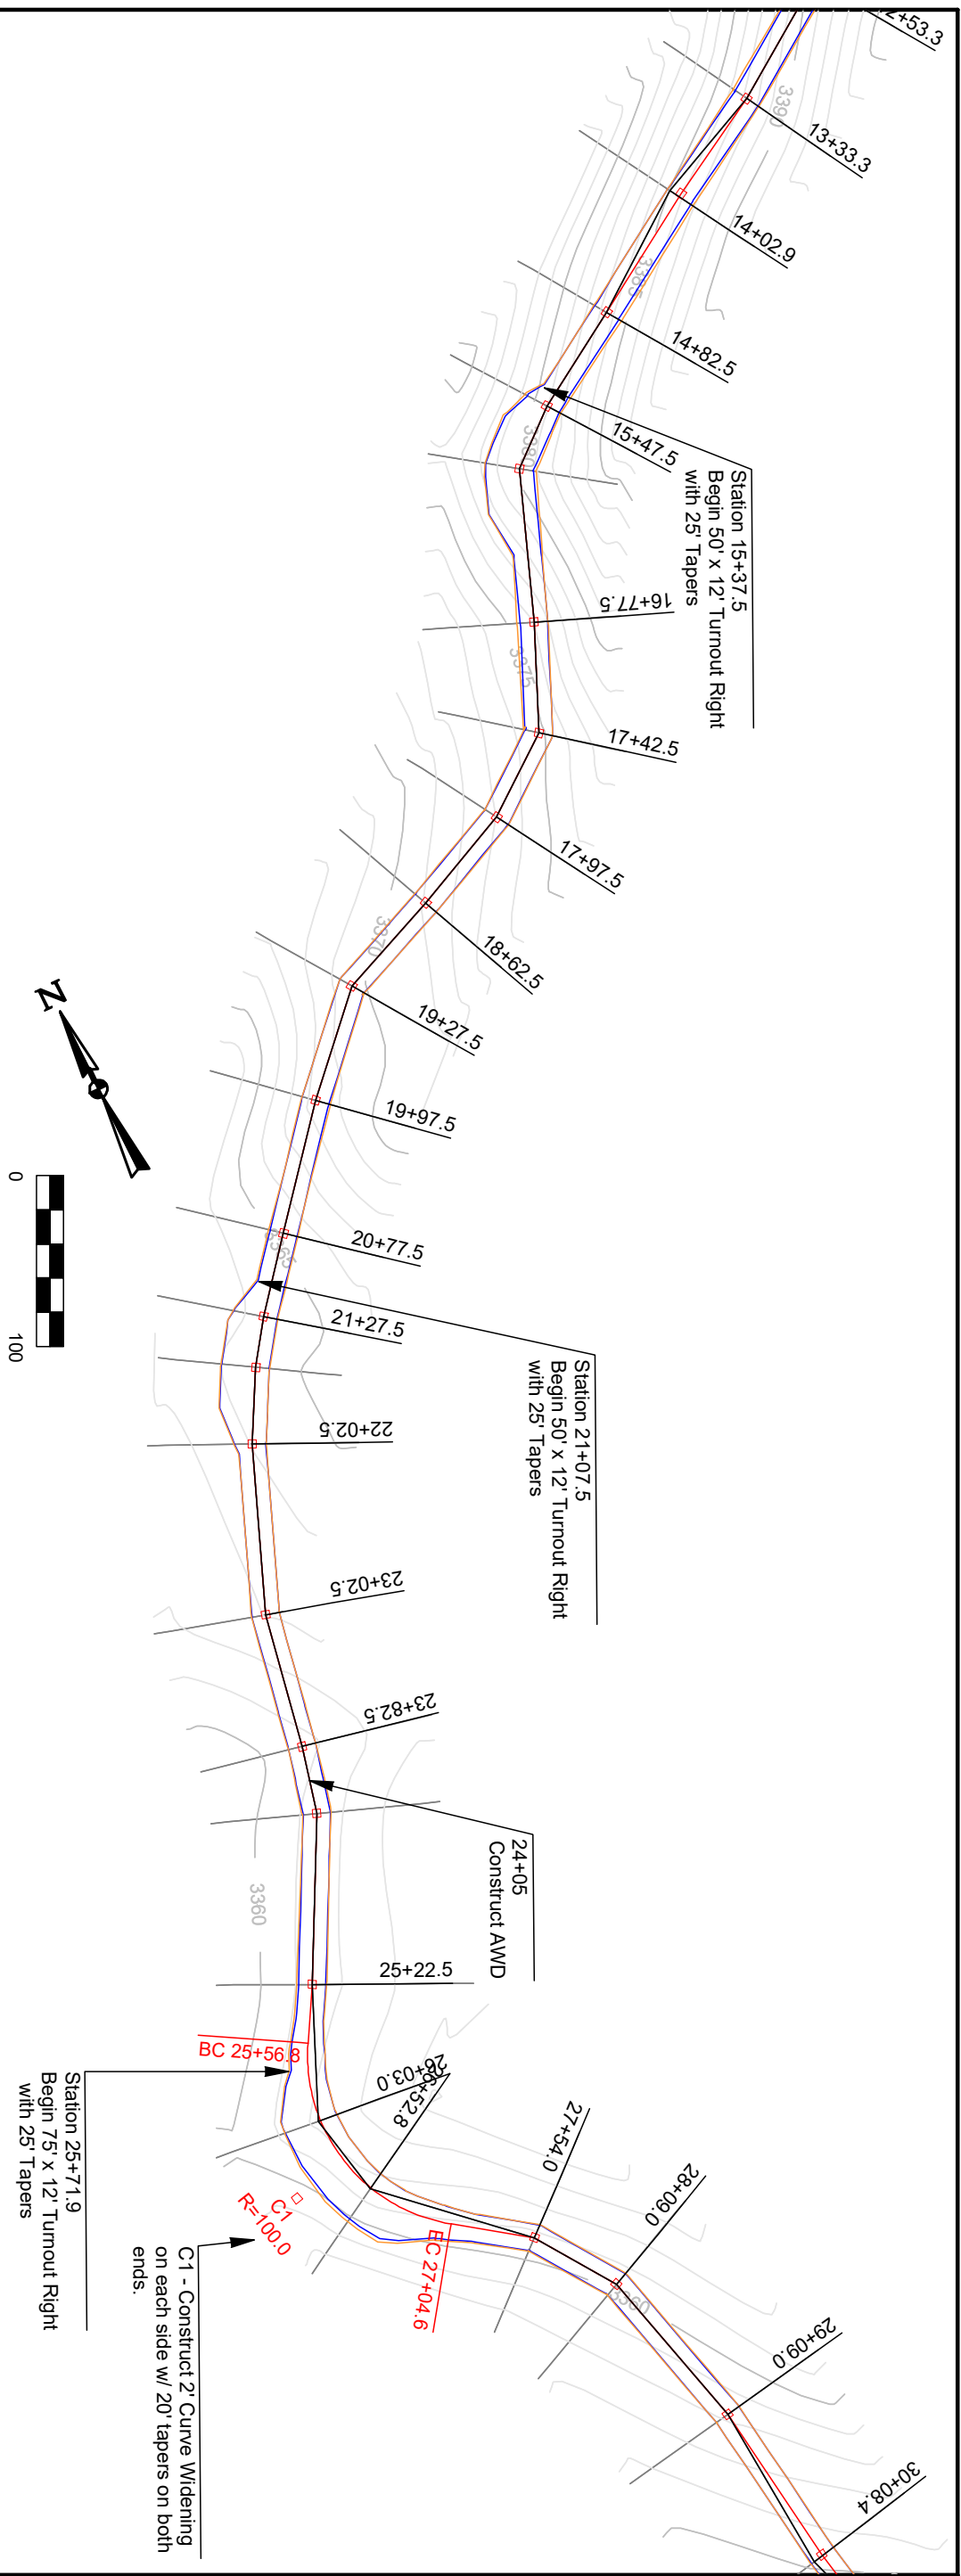 2+53.3
3390
13+33.3
14+02.9
3385
14+82.5
15+47.5
3380
Station 15+37.5
Begin 50' x 12' Turnout Right
with 25' Tapers
16+77.5
3375
17+42.5
17+97.5
3370
18+62.5
19+27.5
N
19+97.5
0
100
20+77.5
3365
21+27.5
Station 21+07.5
Begin 50' x 12' Turnout Right
with 25' Tapers
22+02.5
23+02.5
23+82.5
24+05
Construct AWD
3360
25+22.5
BC 25+56.8
26+03.0
26+52.8
Station 25+71.9
Begin 75' x 12' Turnout Right
with 25' Tapers
C1
R=100.0
EC 27+04.6
27+54.0
28+09.0
3360
C1 - Construct 2' Curve Widening
on each side w/ 20' tapers on both
ends.
29+09.0
30+08.4